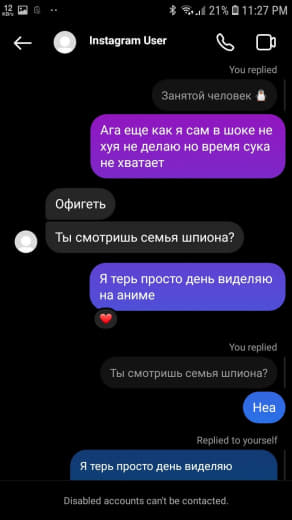 12
KB/s
21% 11:27 PM
Instagram User
You replied
Занятой человек ⛄
Ага еще как я сам в шоке не
хуя не делаю но время сука
не хватает
Офигеть
Ты смотришь семья шпиона?
Я терь просто день виделяю
на аниме
❤️
You replied
Ты смотришь семья шпиона?
Неа
Replied to yourself
Я терь просто день виделяю
Disabled accounts can't be contacted.